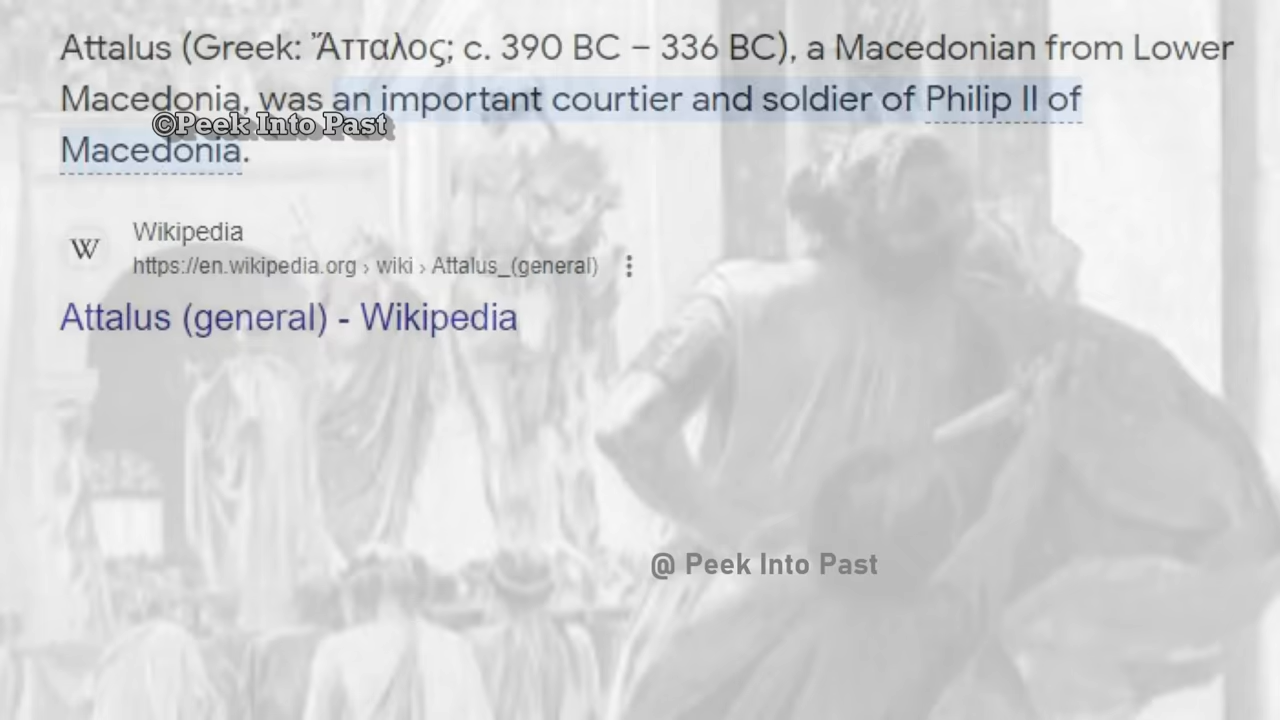 Attalus (Greek: Ἄτταλος; c. 390 BC – 336 BC), a Macedonian from Lower
Macedonia, was an important courtier and soldier of Philip II of
©Peek Into Past
Macedonia.
Wikipedia
https://en.wikipedia.org › wiki › Attalus_(general)
W
Attalus (general) - Wikipedia
@ Peek Into Past